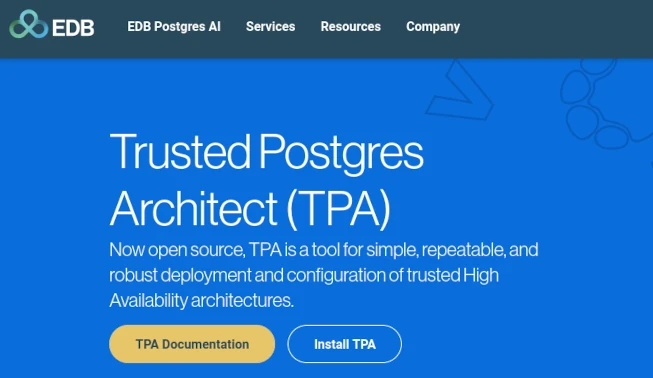 EDB
EDB Postgres AI Services Resources Company
Trusted Postgres
Architect (TPA)
Now open source, TPA is a tool for simple, repeatable, and
robust deployment and configuration of trusted High
Availability architectures.
TPA Documentation
Install TPA